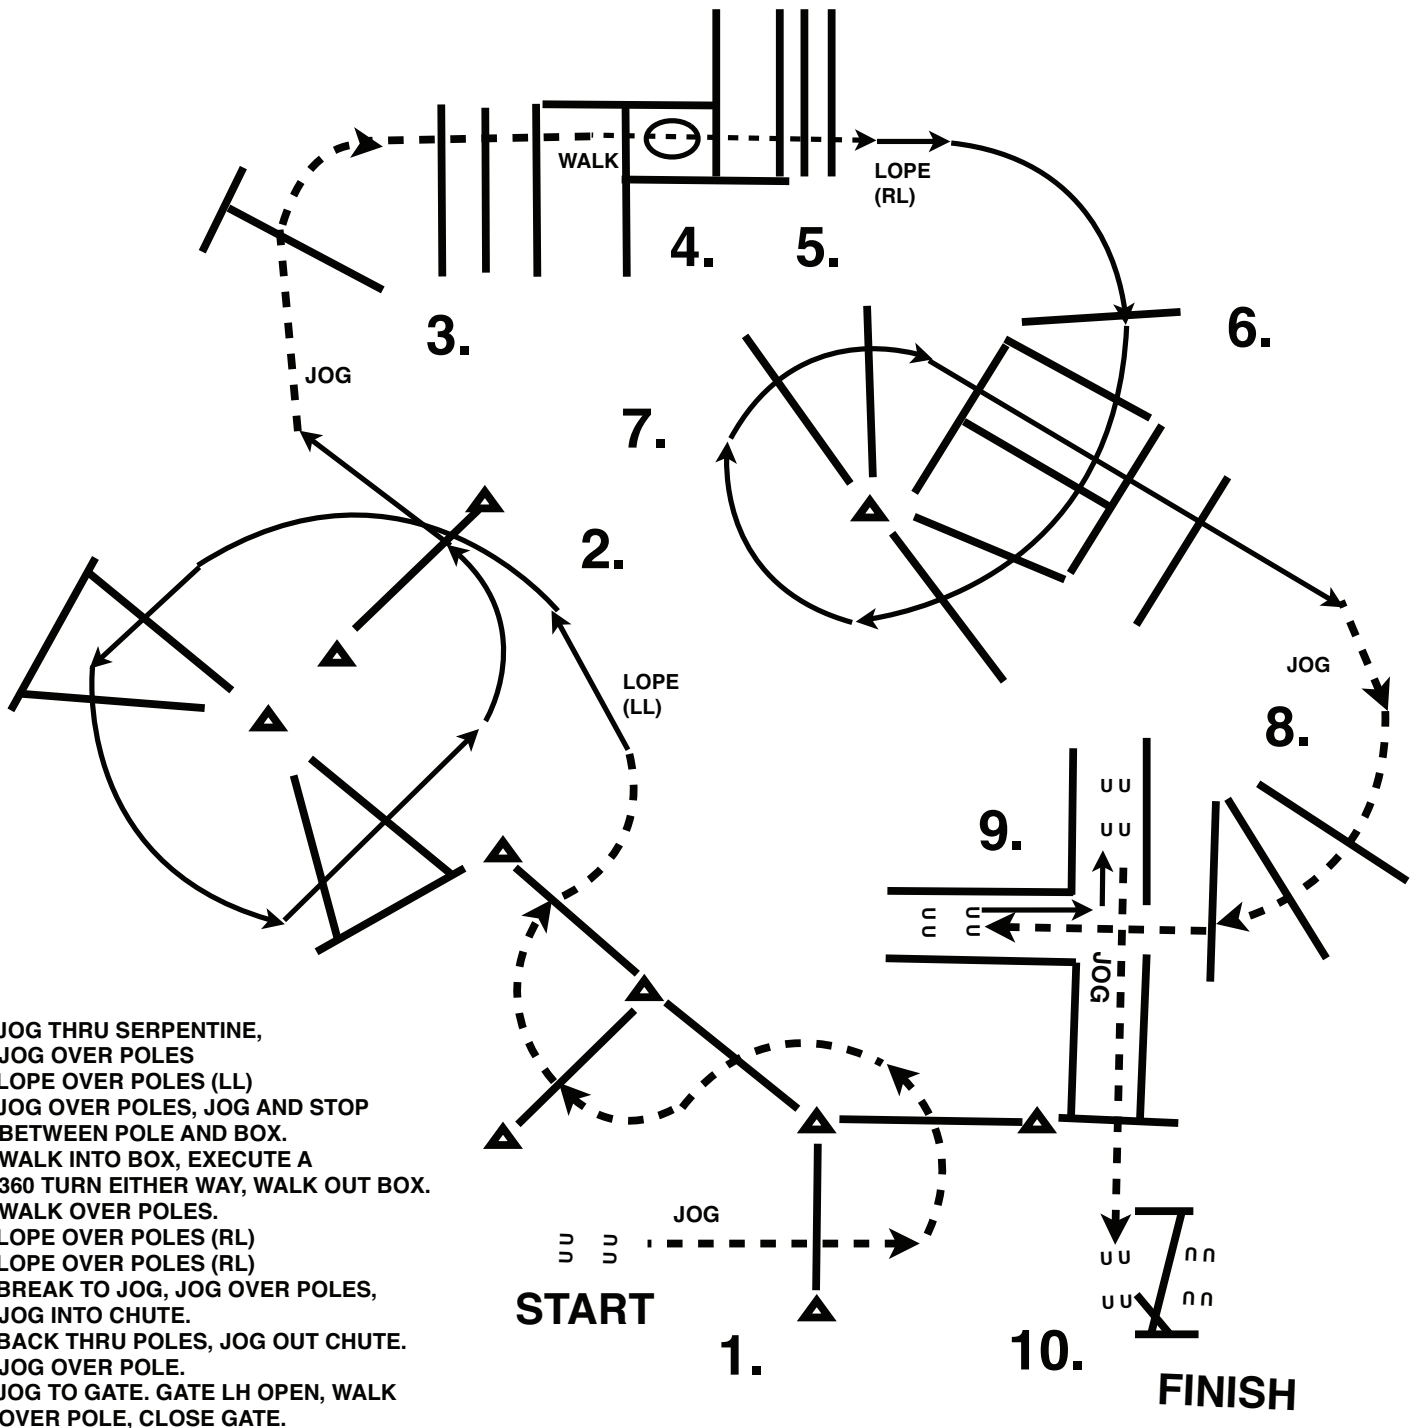 WALK
LOPE
(RL)
4.
5.
3.
6.
JOG
7.
2.
LOPE
(LL)
JOG
8.
9.
JOG
JOG THRU SERPENTINE,
JOG OVER POLES
LOPE OVER POLES (LL)
JOG OVER POLES, JOG AND STOP
BETWEEN POLE AND BOX.
WALK INTO BOX, EXECUTE A
360 TURN EITHER WAY, WALK OUT BOX.
WALK OVER POLES.
LOPE OVER POLES (RL)
LOPE OVER POLES (RL)
BREAK TO JOG, JOG OVER POLES,
JOG INTO CHUTE.
BACK THRU POLES, JOG OUT CHUTE.
JOG OVER POLE.
JOG TO GATE. GATE LH OPEN, WALK
OVER POLE, CLOSE GATE.
JOG
START
1.
10.
FINISH